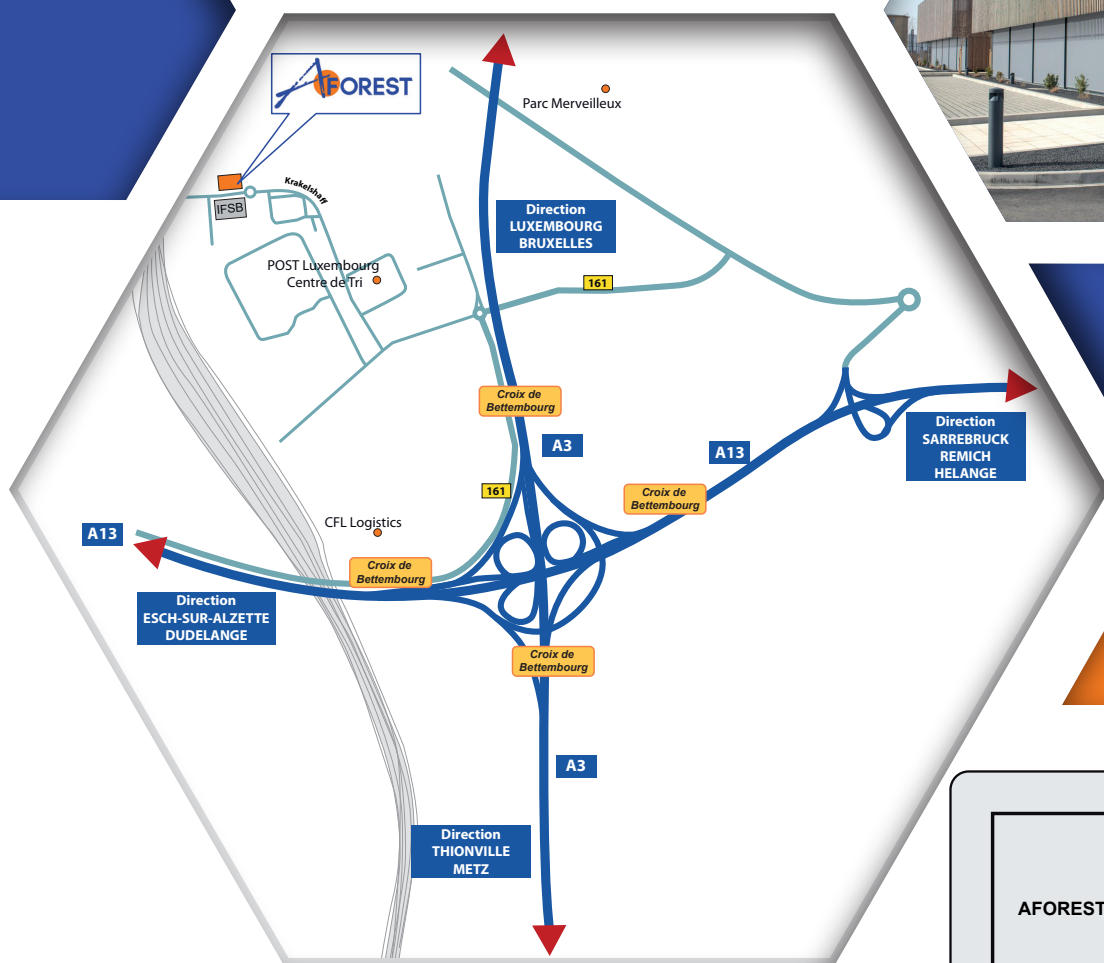 AFOREST
Parc Merveilleux
Krakelshaff
IFSB
Direction
LUXEMBOURG
BRUXELLES
POST Luxembourg
Centre de Tri
161
Croix de
Bettembourg
A3
A13
Direction
SARREBRUCK
REMICH
HELANGE
161
Croix de
Bettembourg
CFL Logistics
A13
Croix de
Bettembourg
Direction
ESCH-SUR-ALZETTE
DUDELANGE
Croix de
Bettembourg
A3
Direction
THIONVILLE
METZ
AFOREST